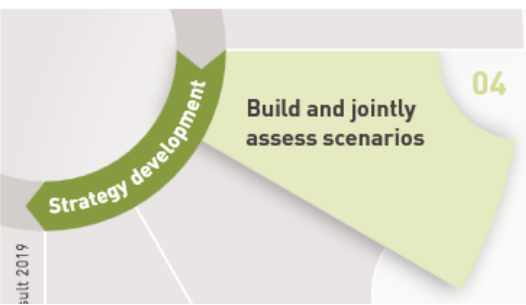 04
Build and jointly
assess scenarios
Strategy development
sult 2019